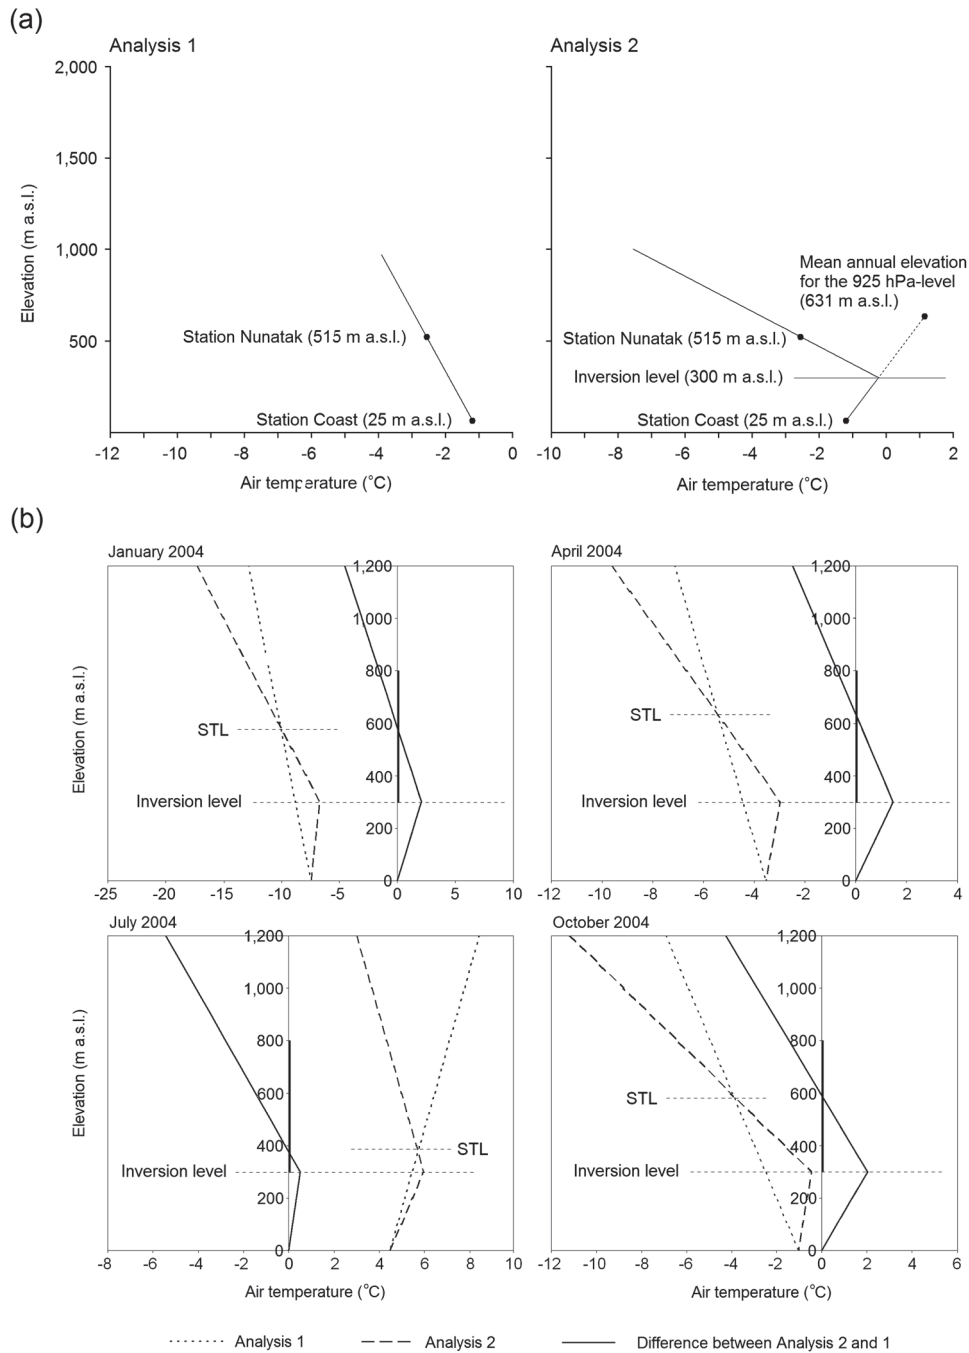 (a)
Analysis 1
2,000
1,500
1,000
500
Elevation (m a.s.l.)
Station Nunatak (515 m a.s.l.)
Station Coast (25 m a.s.l.)
-12 -10 -8 -6 -4 -2 0
Air temperature (°C)
Analysis 2
Mean annual elevation
for the 925 hPa-level
(631 m a.s.l.)
Station Nunatak (515 m a.s.l.)
Inversion level (300 m a.s.l.)
Station Coast (25 m a.s.l.)
-10 -8 -6 -4 -2 0 2
Air temperature (°C)
(b)
January 2004
1,200
1,000
800
600
400
200
0
Elevation (m a.s.l.)
STL
Inversion level
-25 -20 -15 -10 -5 0 5 10
April 2004
1,200
1,000
800
600
400
200
0
STL
Inversion level
-12 -10 -8 -6 -4 -2 0 2 4
July 2004
1,200
1,000
800
600
400
200
0
Elevation (m a.s.l.)
STL
Inversion level
-8 -6 -4 -2 0 2 4 6 8 10
Air temperature (°C)
October 2004
1,200
1,000
800
600
400
200
0
STL
Inversion level
-12 -10 -8 -6 -4 -2 0 2 4 6
Air temperature (°C)
Analysis 1
Analysis 2
Difference between Analysis 2 and 1